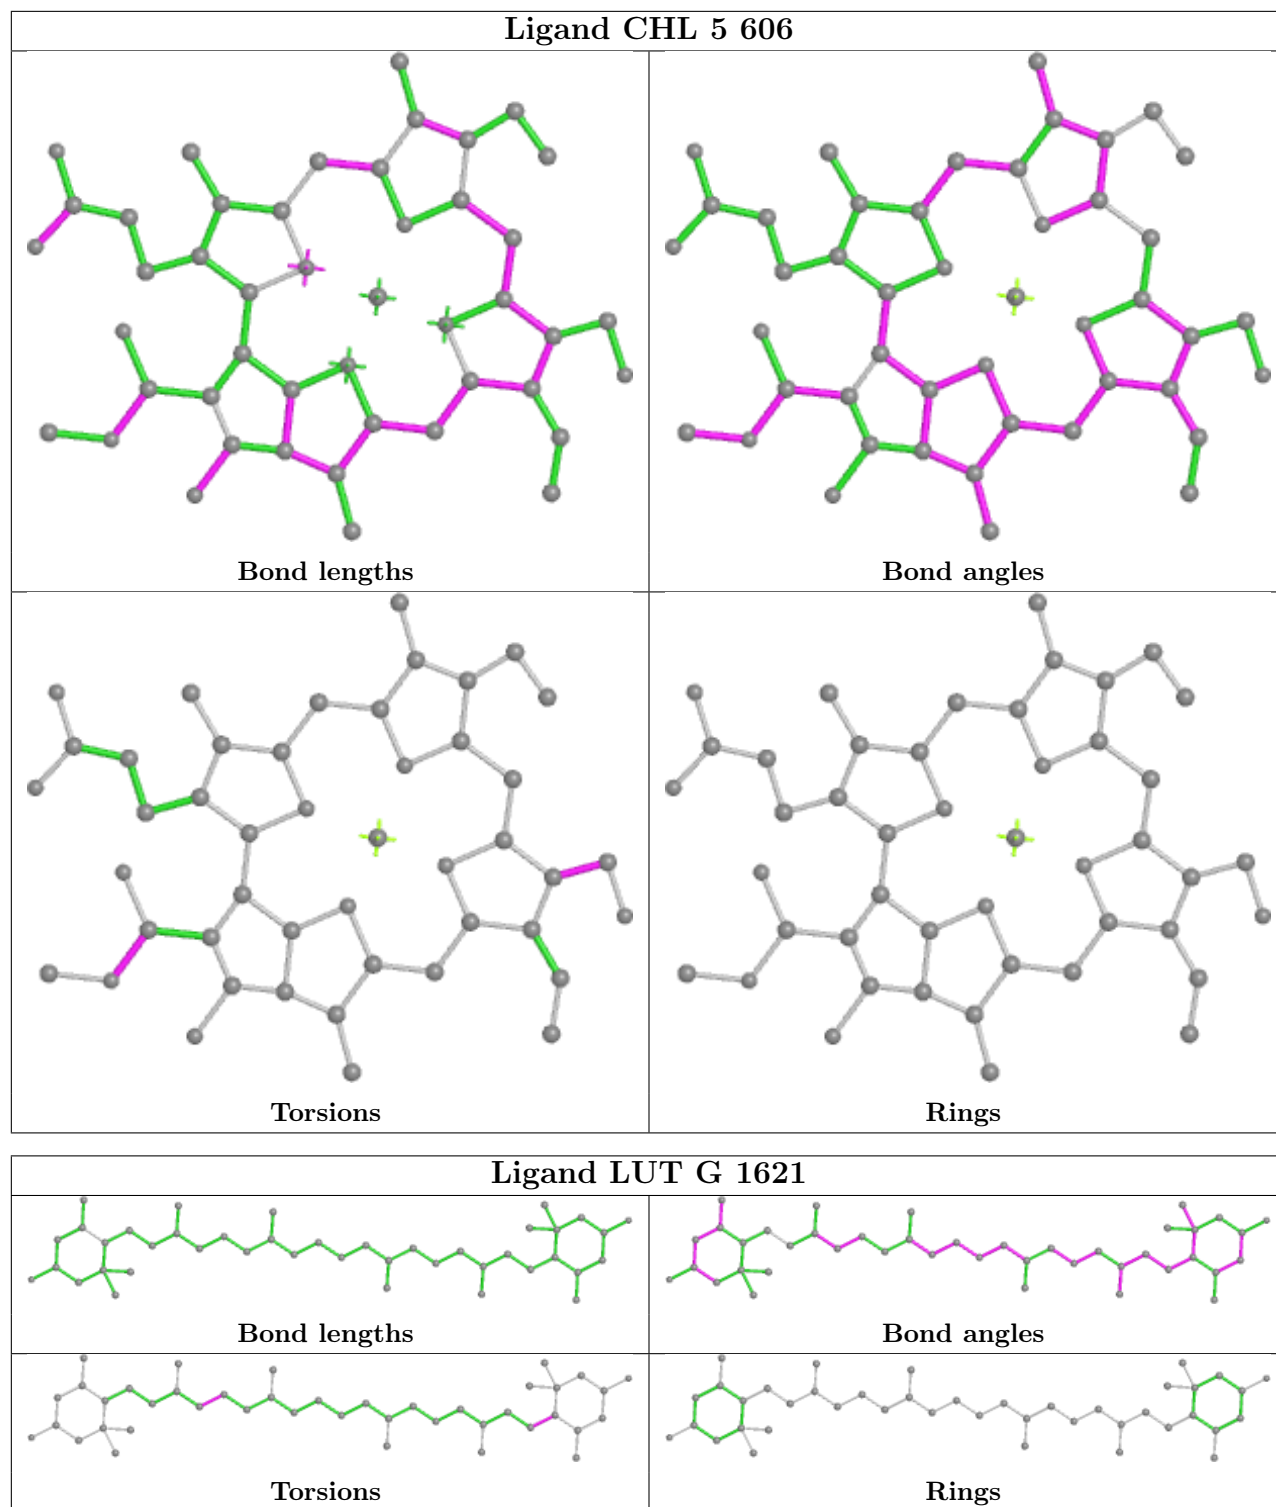 Ligand CHL 5 606
Bond lengths
Bond angles
Torsions
Rings
Ligand LUT G 1621
Bond lengths
Bond angles
Torsions
Rings